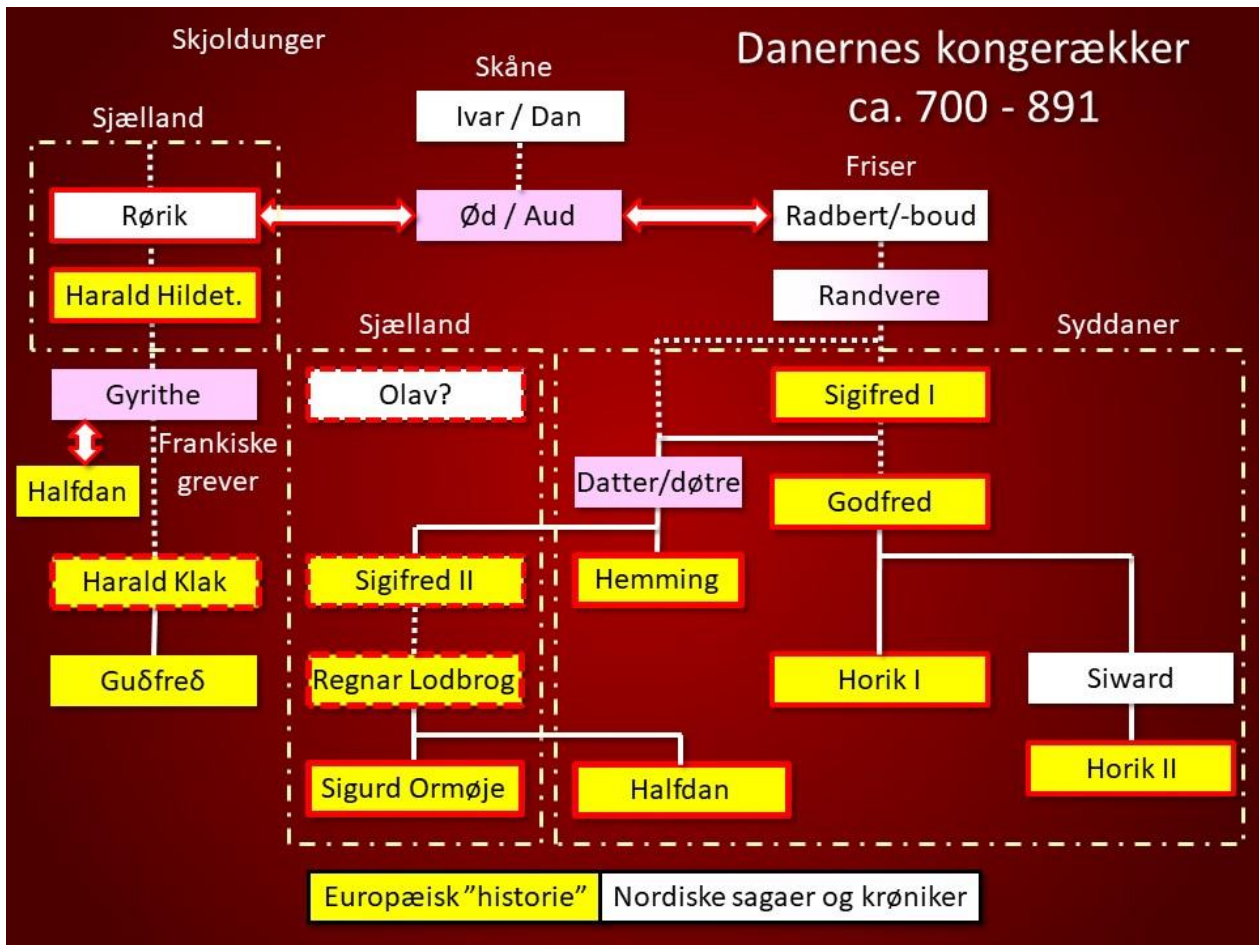 Skjoldunger
Danernes kongerækker
ca. 700 - 891
Skåne
Ivar / Dan
Sjælland
Friser
Rørik
Ød / Aud
Radbert/-boud
Harald Hildet.
Randvere
Sjælland
Syddaner
Gyrithe
Olav?
Sigifred I
Frankiske
grever
Halfdan
Datter/døtre
Godfred
Harald Klak
Sigifred II
Hemming
Guðfreð
Regnar Lodbrog
Horik I
Siward
Sigurd Ormøje
Halfdan
Horik II
Europæisk ”historie”
Nordiske sagaer og krøniker